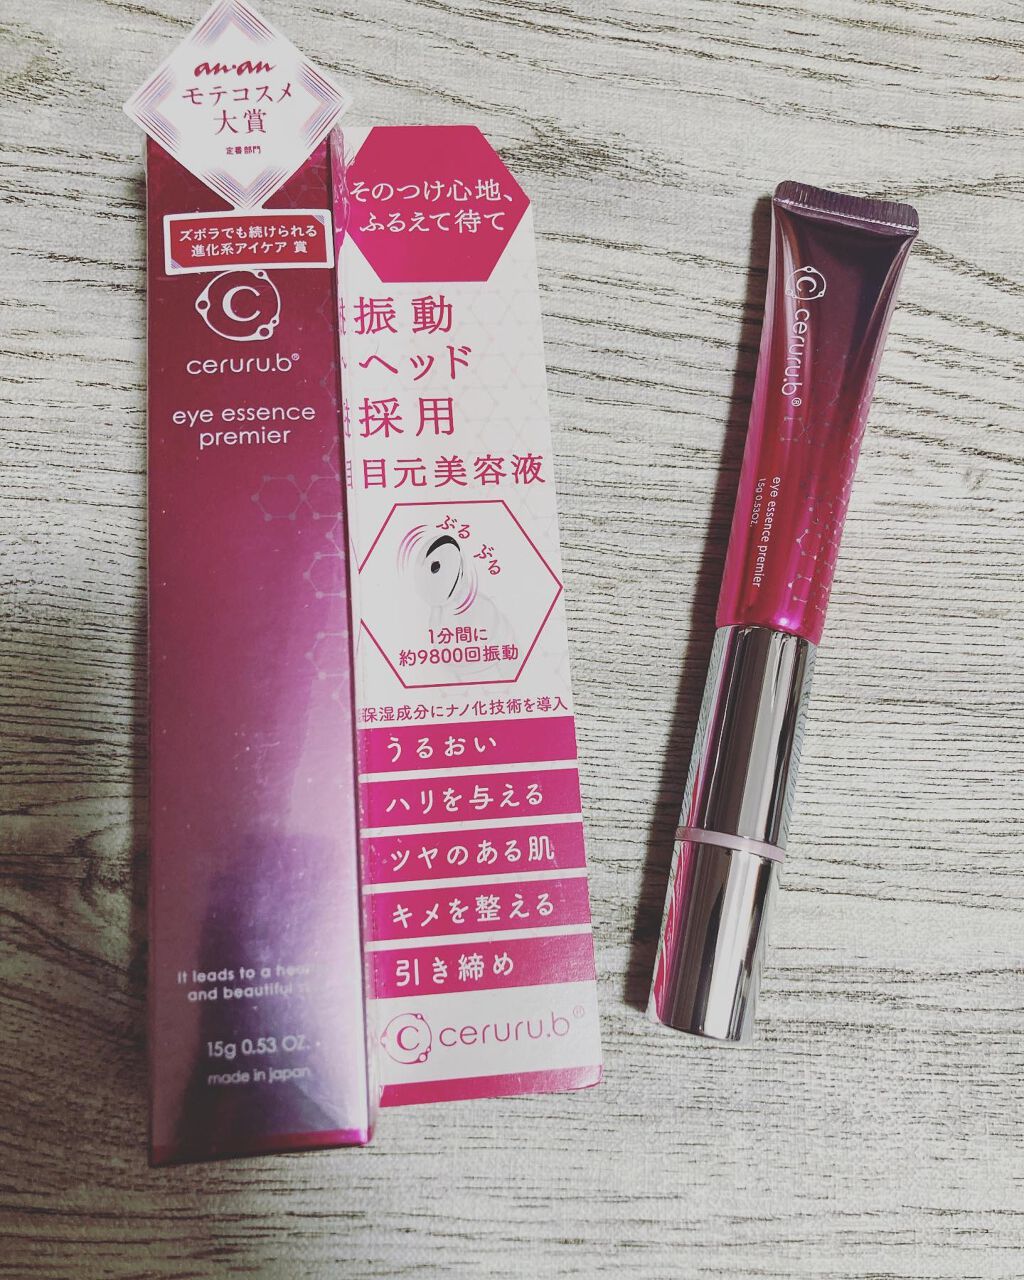 an·an
モテコスメ
大賞
定番部門
ズボラでも続けられる
進化系アイケア 賞
C
ceruru.b®
eye essence
premier
It leads to a
and beautiful
15g 0.53 OZ.
made in japan
そのつけ心地、
ふるえて待て
振動
ヘッド
採用
目元美容液
ぶる
ぶる
1分間に
約9800回振動
保湿成分にナノ化技術を導入
うるおい
ハリを与える
ツヤのある肌
キメを整える
引き締め
C ceruru.b®
C ceruru.b®
eye essence premier
15g 0.53OZ.